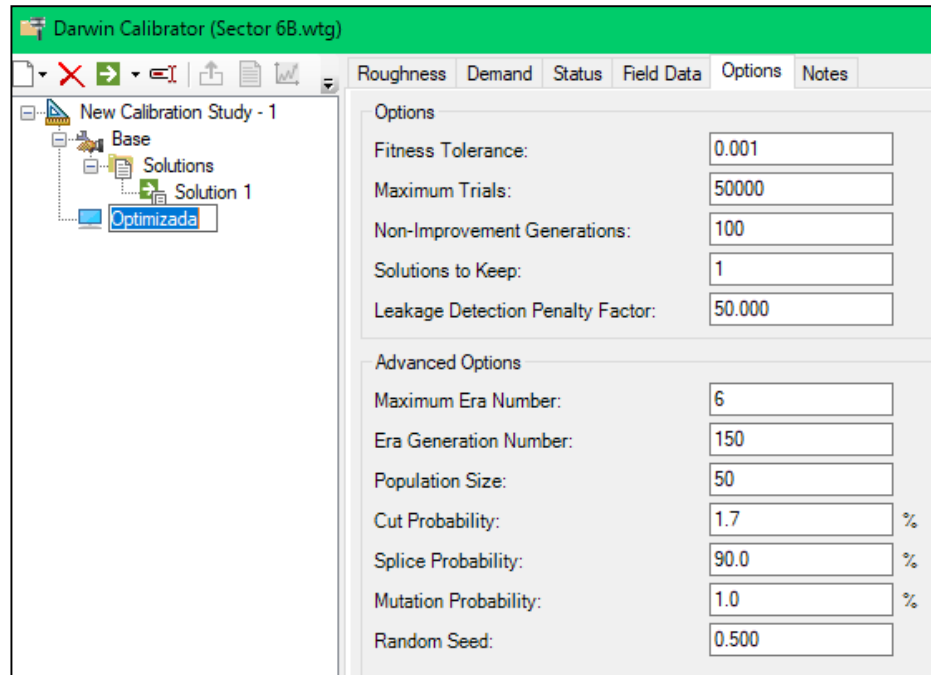 Darwin Calibrator (Sector 6B.wtg)
New Calibration Study - 1
Base
Solutions
Solution 1
Optimizada
Roughness Demand Status Field Data Options Notes
Options
Fitness Tolerance: 0.001
Maximum Trials: 50000
Non-Improvement Generations: 100
Solutions to Keep: 1
Leakage Detection Penalty Factor: 50.000
Advanced Options
Maximum Era Number: 6
Era Generation Number: 150
Population Size: 50
Cut Probability: 1.7 %
Splice Probability: 90.0 %
Mutation Probability: 1.0 %
Random Seed: 0.500